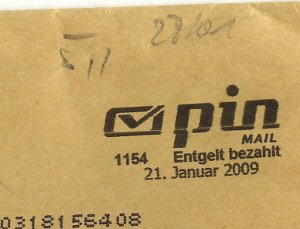 pin
MAIL
1154 Entgelt bezahlt
21. Januar 2009
0318156408